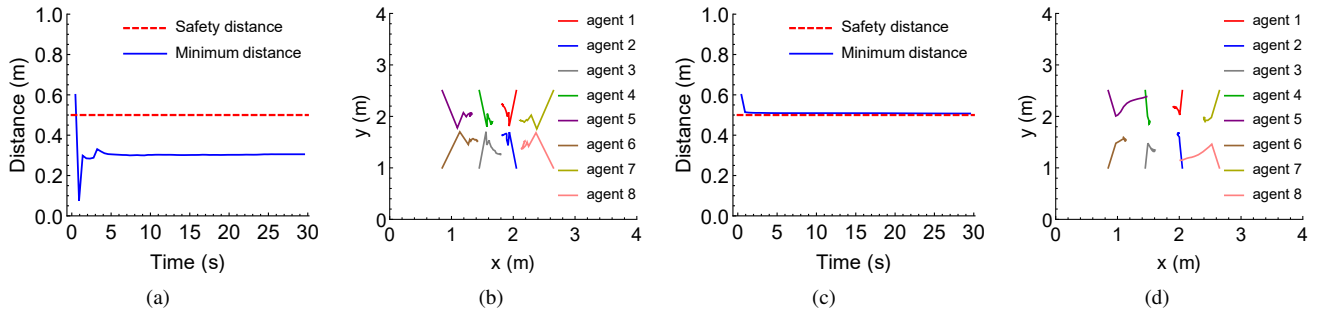 1.0
0.8
0.6
0.4
0.2
0.0
Distance (m)
Safety distance
Minimum distance
0 5 10 15 20 25 30
Time (s)
(a)
4
3
2
1
0
y (m)
agent 1
agent 2
agent 3
agent 4
agent 5
agent 6
agent 7
agent 8
1 2 3 4
x (m)
(b)
1.0
0.8
0.6
0.4
0.2
0.0
Distance (m)
Safety distance
Minimum distance
0 5 10 15 20 25 30
Time (s)
(c)
4
3
2
1
0
y (m)
agent 1
agent 2
agent 3
agent 4
agent 5
agent 6
agent 7
agent 8
0 1 2 3 4
x (m)
(d)